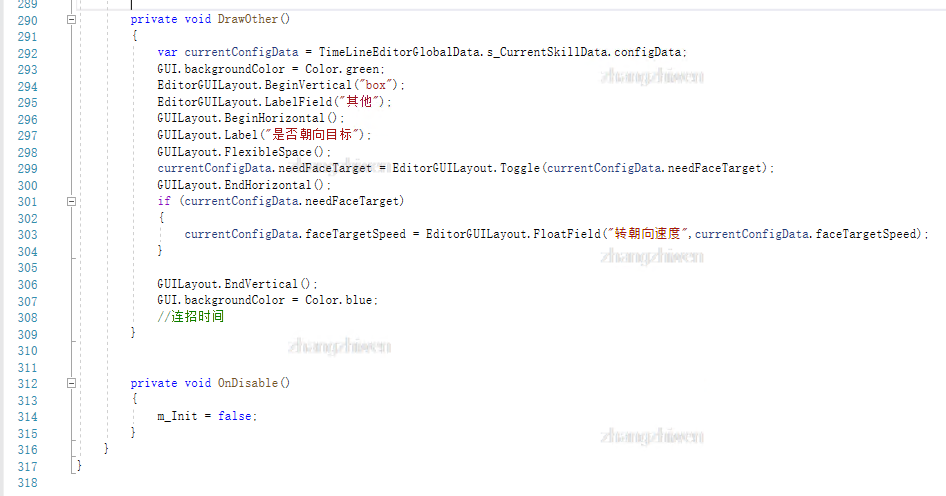 289
290 private void DrawOther()
291 {
292 var currentConfigData = TimeLineEditorGlobalData.s_CurrentSkillData.configData;
293 GUI.backgroundColor = Color.green;
294 EditorGUILayout.BeginVertical("box");
295 EditorGUILayout.LabelField("其他");
296 GUILayout.BeginHorizontal();
297 GUILayout.Label("是否朝向目标");
298 GUILayout.FlexibleSpace();
299 currentConfigData.needFaceTarget = EditorGUILayout.Toggle(currentConfigData.needFaceTarget);
300 GUILayout.EndHorizontal();
301 if (currentConfigData.needFaceTarget)
302 {
303 currentConfigData.faceTargetSpeed = EditorGUILayout.FloatField("转朝向速度",currentConfigData.faceTargetSpeed);
304 }
305
306 GUILayout.EndVertical();
307 GUI.backgroundColor = Color.blue;
308 //连招时间
309 }
310
311
312 private void OnDisable()
313 {
314 m_Init = false;
315 }
316 }
317 }
318
zhangzhiwen
zhangzhiwen
zhangzhiwen
zhangzhiwen
zhangzhiwen